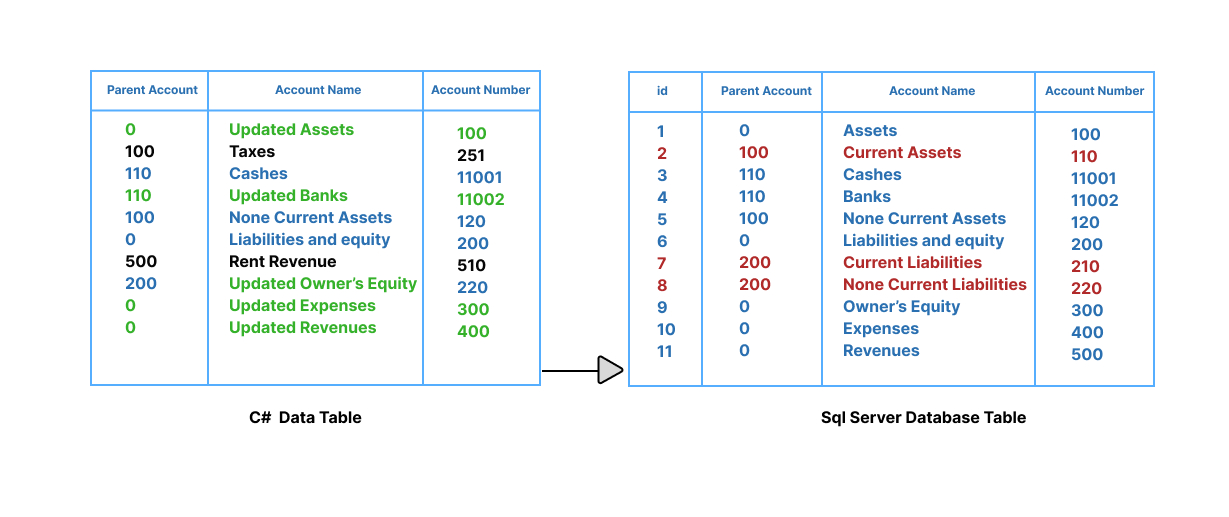 Parent Account Account Name Account Number
0 Updated Assets 100
100 Taxes 251
110 Cashes 11001
110 Updated Banks 11002
100 None Current Assets 120
0 Liabilities and equity 200
500 Rent Revenue 510
200 Updated Owner’s Equity 220
0 Updated Expenses 300
0 Updated Revenues 400
C# Data Table
id Parent Account Account Name Account Number
1 0 Assets 100
2 100 Current Assets 110
3 110 Cashes 11001
4 110 Banks 11002
5 100 None Current Assets 120
6 0 Liabilities and equity 200
7 200 Current Liabilities 210
8 200 None Current Liabilities 220
9 0 Owner’s Equity 300
10 0 Expenses 400
11 0 Revenues 500
Sql Server Database Table